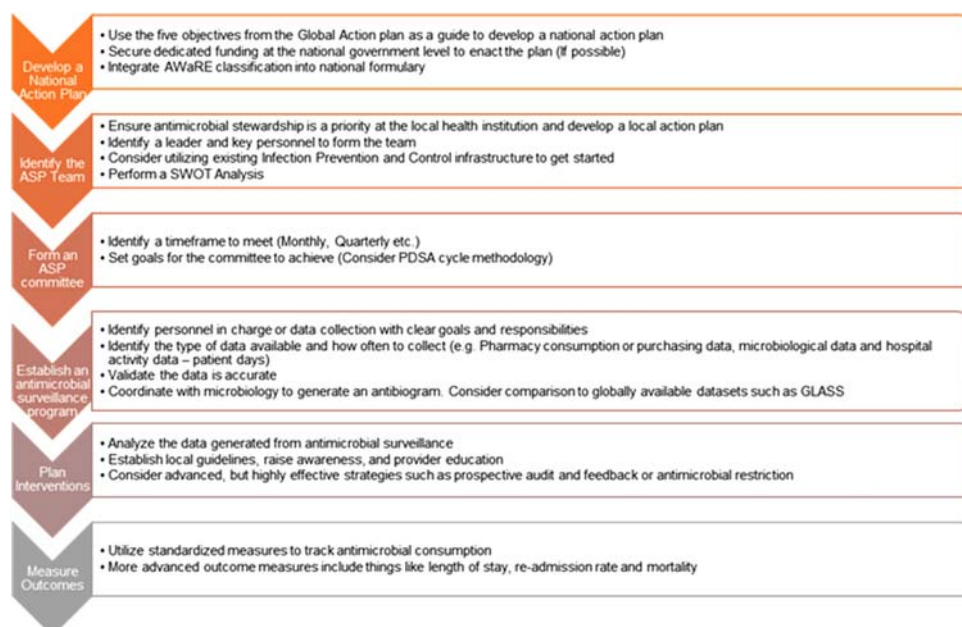 Develop a
National
Action Plan
• Use the five objectives from the Global Action plan as a guide to develop a national action plan
• Secure dedicated funding at the national government level to enact the plan (If possible)
• Integrate AWaRE classification into national formulary
Identify the
ASP Team
• Ensure antimicrobial stewardship is a priority at the local health institution and develop a local action plan
• Identify a leader and key personnel to form the team
• Consider utilizing existing Infection Prevention and Control infrastructure to get started
• Perform a SWOT Analysis
Form an
ASP
committee
• Identify a timeframe to meet (Monthly, Quarterly etc.)
• Set goals for the committee to achieve (Consider PDSA cycle methodology)
Establish an
antimicrobial
surveillance
program
• Identify personnel in charge or data collection with clear goals and responsibilities
• Identify the type of data available and how often to collect (e.g. Pharmacy consumption or purchasing data, microbiological data and hospital
activity data – patient days)
• Validate the data is accurate
• Coordinate with microbiology to generate an antibiogram. Consider comparison to globally available datasets such as GLASS
Plan
Interventions
• Analyze the data generated from antimicrobial surveillance
• Establish local guidelines, raise awareness, and provider education
• Consider advanced, but highly effective strategies such as prospective audit and feedback or antimicrobial restriction
Measure
Outcomes
• Utilize standardized measures to track antimicrobial consumption
• More advanced outcome measures include things like length of stay, re-admission rate and mortality